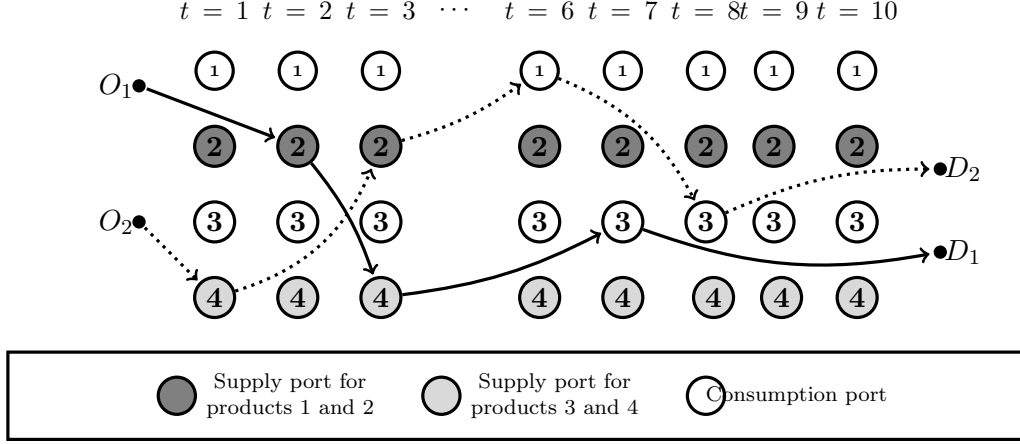 t = 1 t = 2 t = 3 ⋯ t = 6 t = 7 t = 8 t = 9 t = 10
1 1 1 1 1 1 1 1
O₁
2 2 2 2 2 2 2 2
D₂
O₂ 3 3 3 3 3 3 3 3
D₁
4 4 4 4 4 4 4 4
Supply port for
products 1 and 2
Supply port for
products 3 and 4
Consumption port